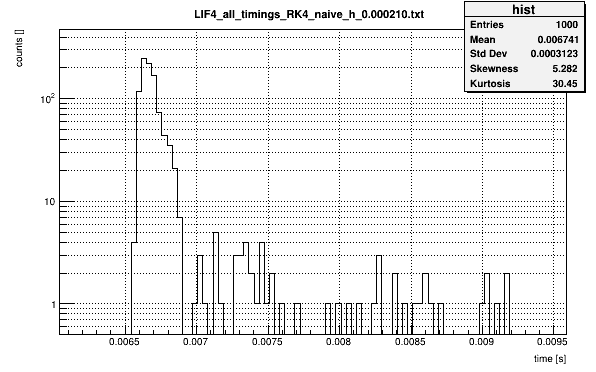 LIF4_all_timings_RK4_naive_h_0.000210.txt
hist
Entries 1000
Mean 0.006741
Std Dev 0.0003123
Skewness 5.282
Kurtosis 30.45
counts []
10²
10
1
0.0065 0.007 0.0075 0.008 0.0085 0.009 0.0095
time [s]